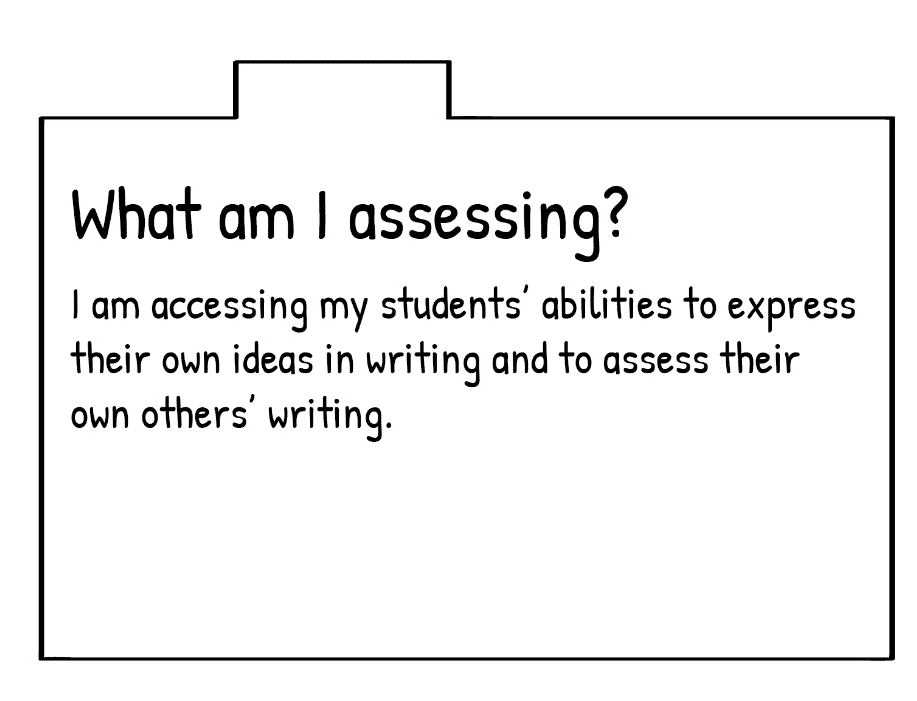 What am I assessing?
I am accessing my students' abilities to express
their own ideas in writing and to assess their
own others' writing.